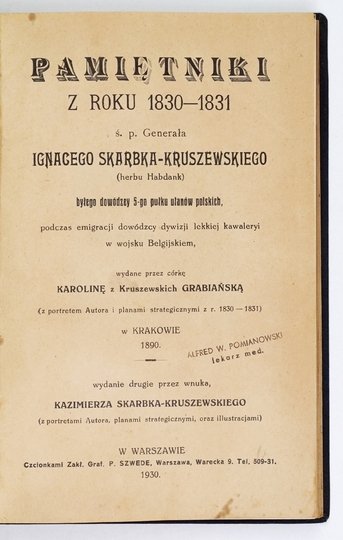 PAMIĘTNIKI
Z ROKU 1830—1831
ś. p. Generała
IGNACEGO SKARBKA-KRUSZEWSKIEGO
(herbu Habdank)
byłego dowódzcy 5-go pułku ułanów polskich,
podczas emigracji dowódzcy dywizji lekkiej kawaleryi
w wojsku Belgijskiem,
wydane przez córkę
KAROLINĘ z Kruszewskich GRABIAŃSKĄ
(z portretem Autora i planami strategicznymi z r. 1830—1831)
w KRAKOWIE
1890.
ALFRED W. POMIANOWSKI
lekarz med.
wydanie drugie przez wnuka,
KAZIMIERZA SKARBKA-KRUSZEWSKIEGO
(z portretami Autora, planami strategicznymi, oraz illustracjami)
W WARSZAWIE
Czcionkami Zakł. Graf. P. SZWEDE, Warszawa, Warecka 9. Tel, 809-31,
1930.